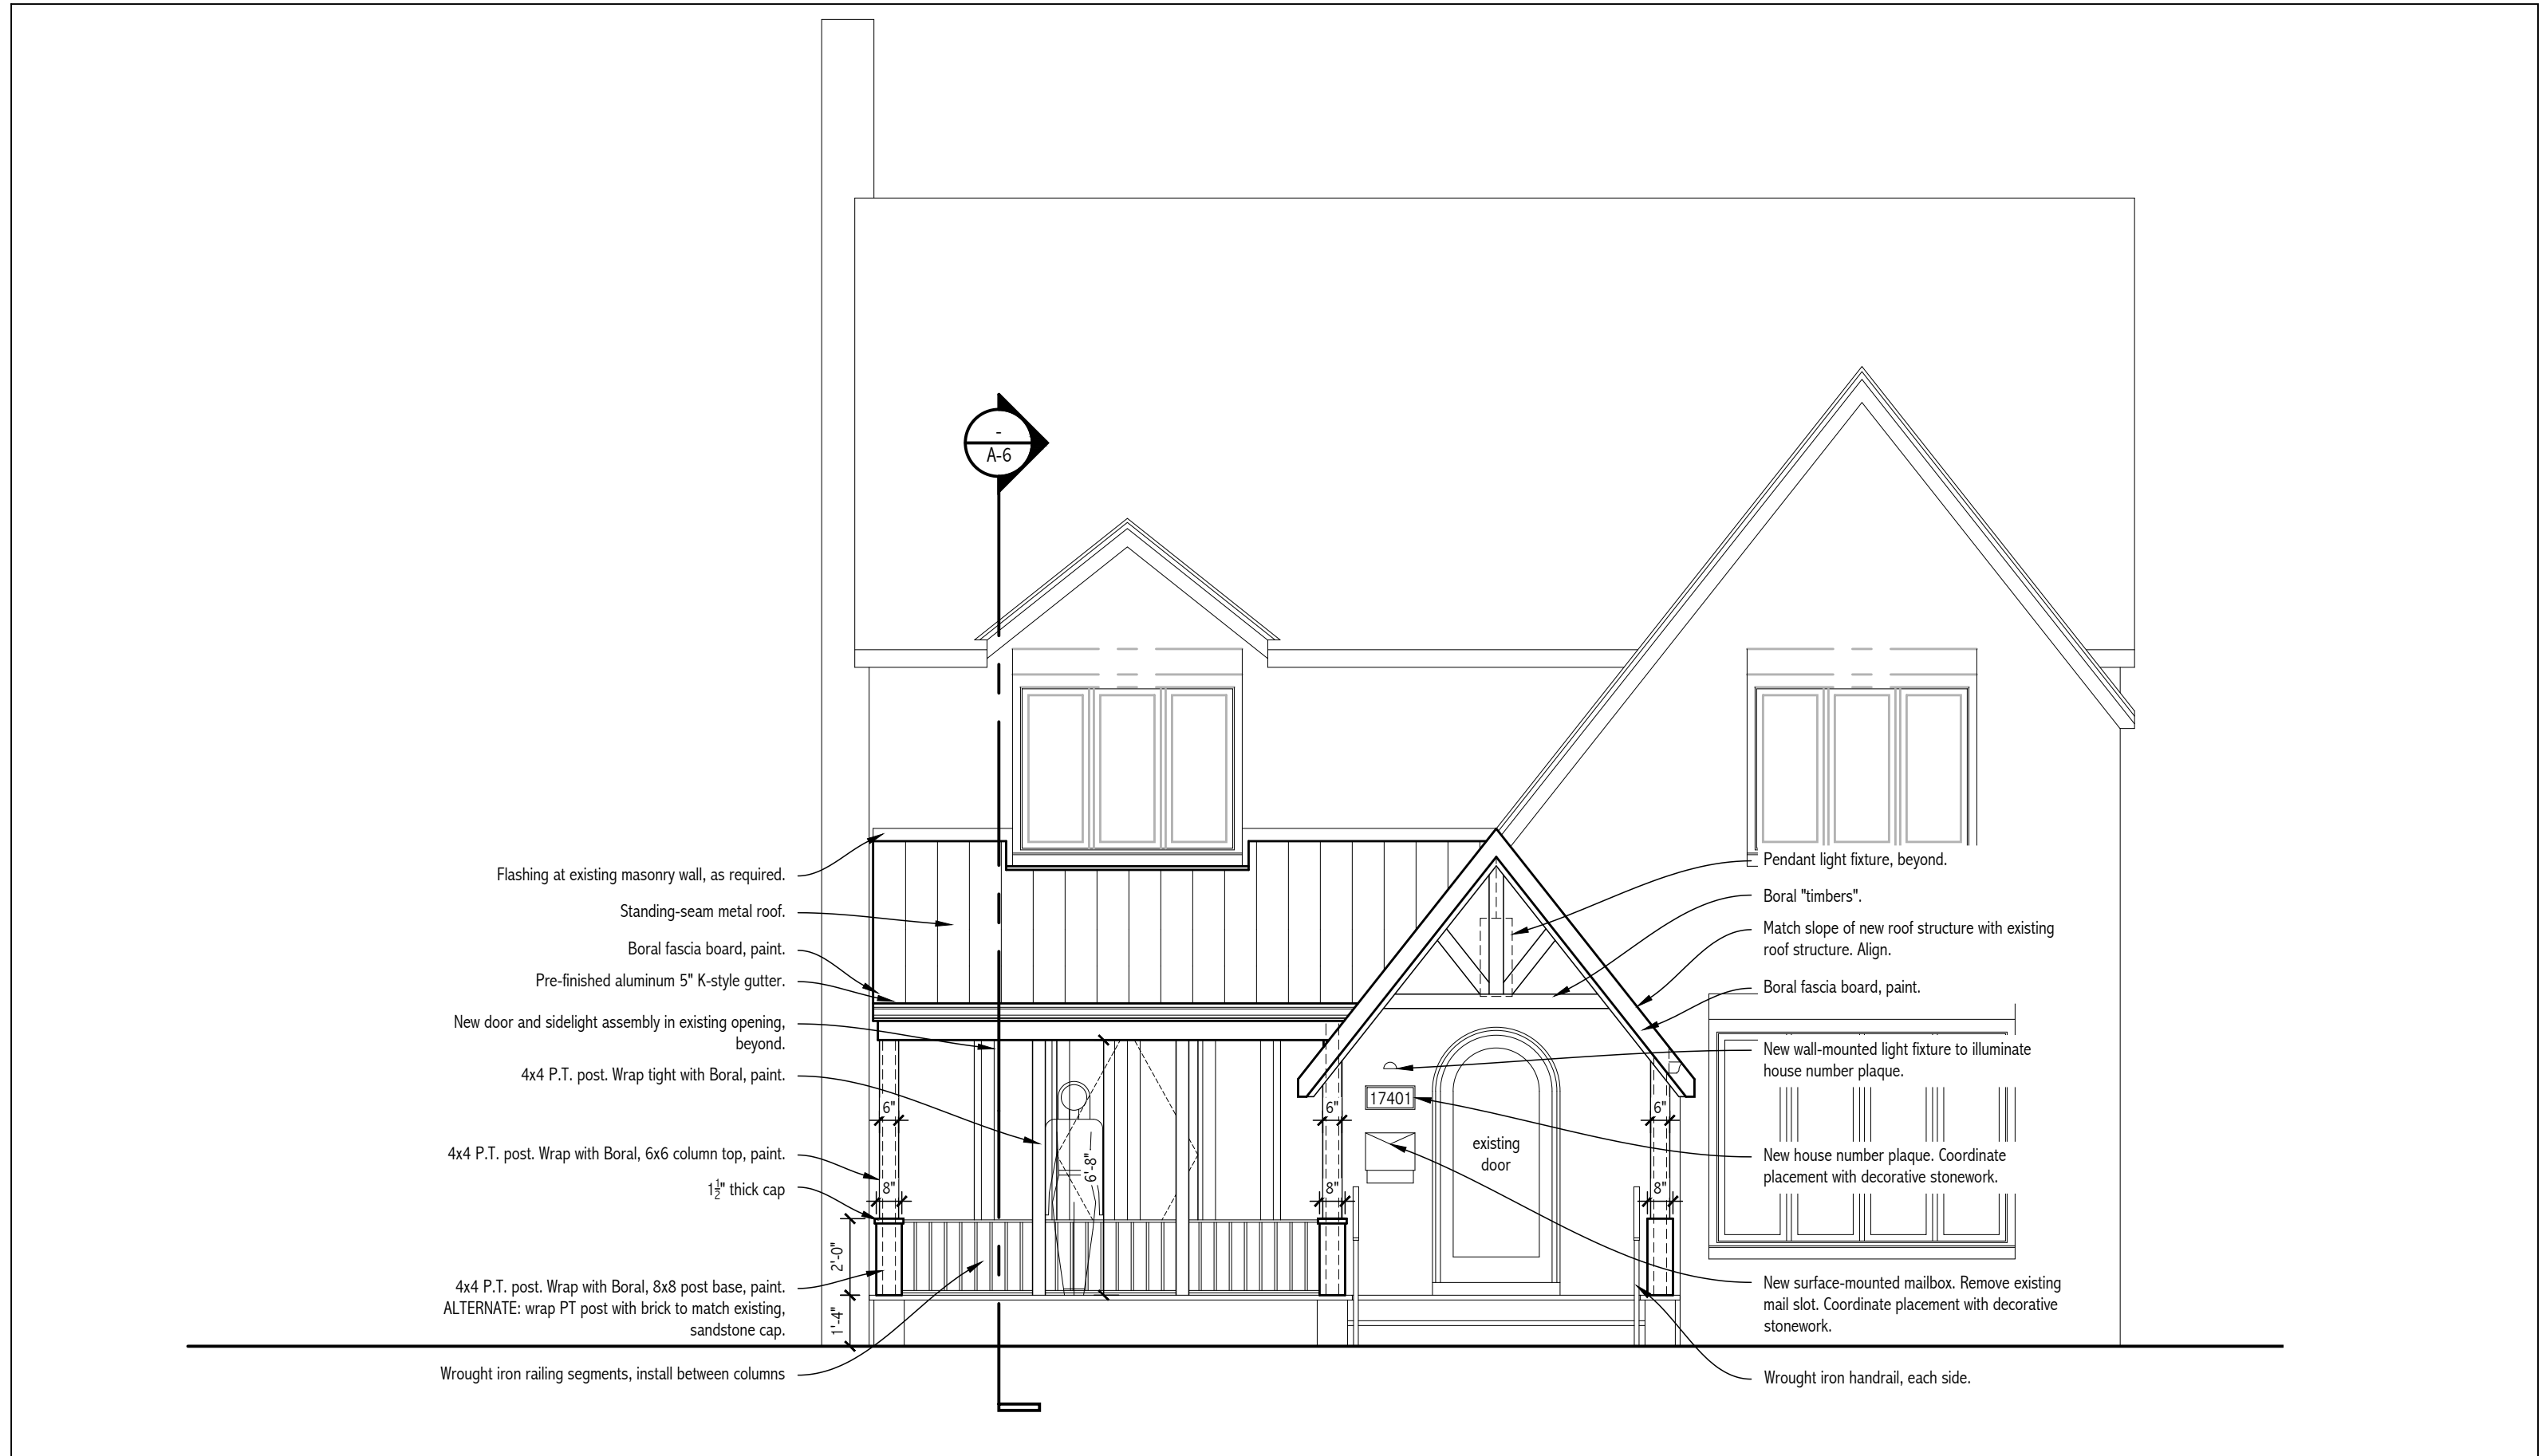 -
A-6
Flashing at existing masonry wall, as required.
Standing-seam metal roof.
Boral fascia board, paint.
Pre-finished aluminum 5" K-style gutter.
New door and sidelight assembly in existing opening,
beyond.
4x4 P.T. post. Wrap tight with Boral, paint.
4x4 P.T. post. Wrap with Boral, 6x6 column top, paint.
1½" thick cap
4x4 P.T. post. Wrap with Boral, 8x8 post base, paint.
ALTERNATE: wrap PT post with brick to match existing,
sandstone cap.
Wrought iron railing segments, install between columns
2'-0"
1'-4"
6"
8"
6'-8"
6"
8"
17401
existing
door
6"
8"
Pendant light fixture, beyond.
Boral "timbers".
Match slope of new roof structure with existing
roof structure. Align.
Boral fascia board, paint.
New wall-mounted light fixture to illuminate
house number plaque.
New house number plaque. Coordinate
placement with decorative stonework.
New surface-mounted mailbox. Remove existing
mail slot. Coordinate placement with decorative
stonework.
Wrought iron handrail, each side.